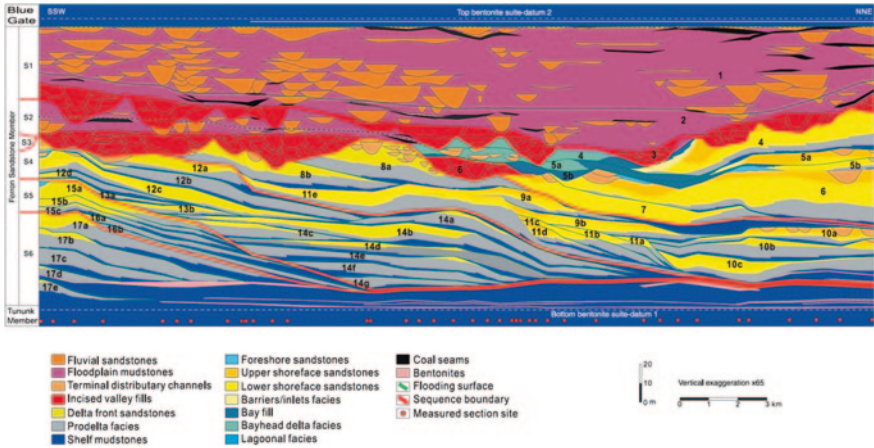 Blue Gate
SSW
Top bentonite suite-datum 2
NNE
Ferron Sandstone Member
S1
S2
S3
S4
S5
S6
1
2
3
4
4
5a
5a
5b
5b
6
6
7
8a
8b
9a
9b
10a
10b
10c
11a
11b
11c
11d
11e
12a
12b
12c
12d
13a
13b
14a
14b
14c
14d
14e
14f
14g
15a
15b
15c
16a
16b
17a
17b
17c
17d
17e
Tununk Member
Bottom bentonite suite-datum 1
Fluvial sandstones
Floodplain mudstones
Terminal distributary channels
Incised valley fills
Delta front sandstones
Prodelta facies
Shelf mudstones
Foreshore sandstones
Upper shoreface sandstones
Lower shoreface sandstones
Barriers/inlets facies
Bay fill
Bayhead delta facies
Lagoonal facies
Coal seams
Bentonites
Flooding surface
Sequence boundary
Measured section site
20
10
0 m
Vertical exaggeration x65
0 1 2 3 km